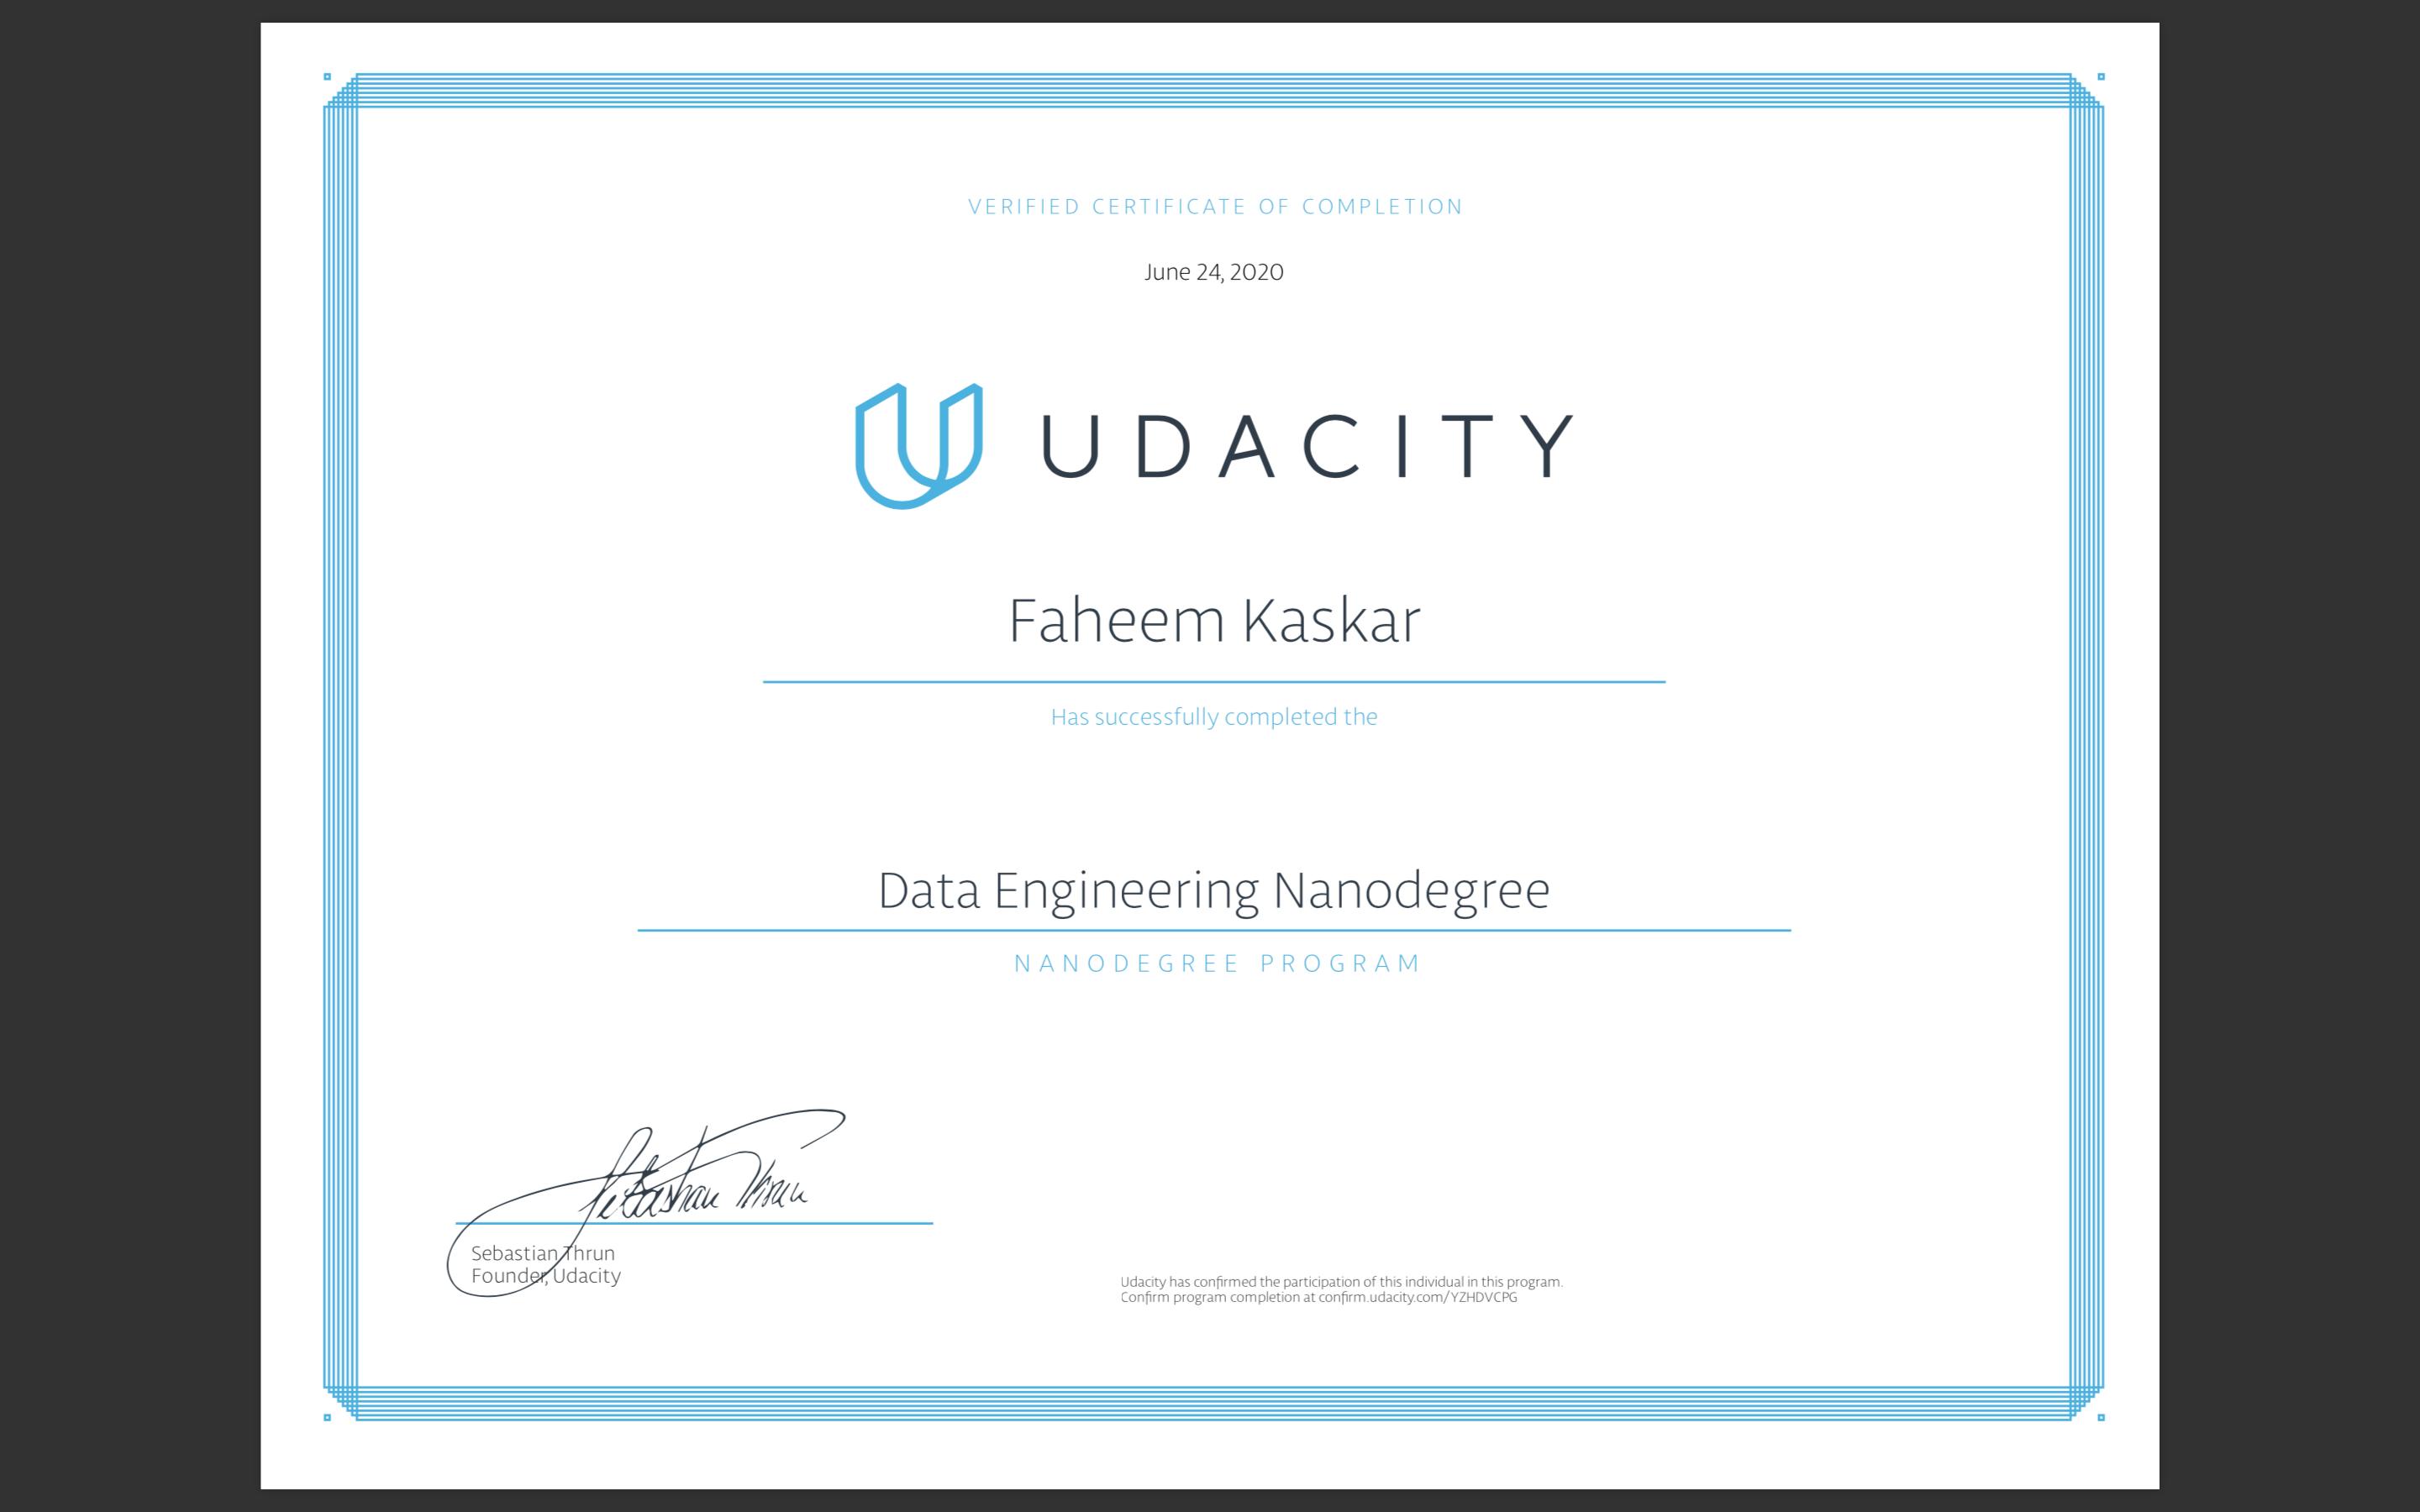 VERIFIED CERTIFICATE OF COMPLETION
June 24, 2020
UDACITY
Faheem Kaskar
Has successfully completed the
Data Engineering Nanodegree
NANODEGREE PROGRAM
Sebastian Thrun
Sebastian Thrun
Founder, Udacity
Udacity has confirmed the participation of this individual in this program.
Confirm program completion at confirm.udacity.com/YZHDVCPG